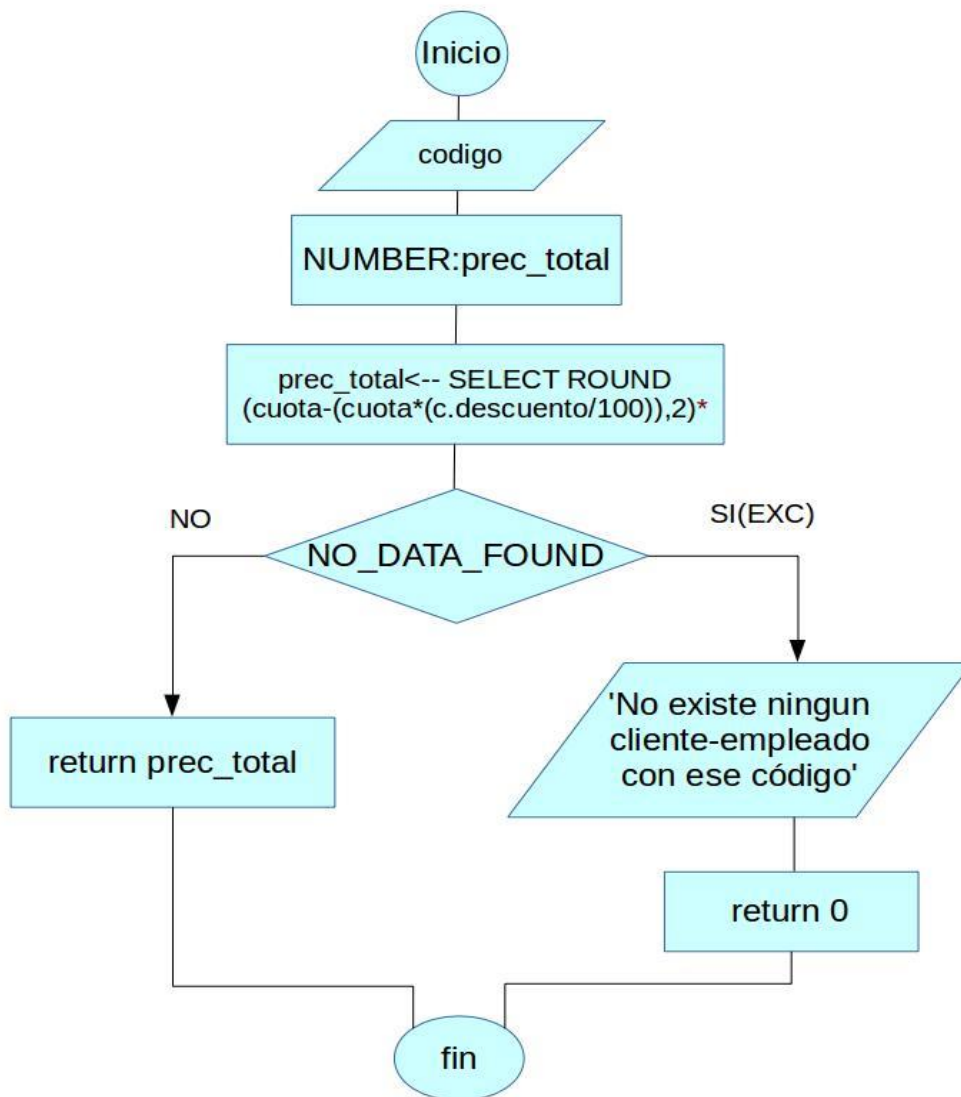 Inicio
codigo
NUMBER:prec_total
prec_total<-- SELECT ROUND
(cuota-(cuota*(c.descuento/100)),2)*
NO
SI(EXC)
NO_DATA_FOUND
'No existe ningun
cliente-empleado
con ese código'
return prec_total
return 0
fin